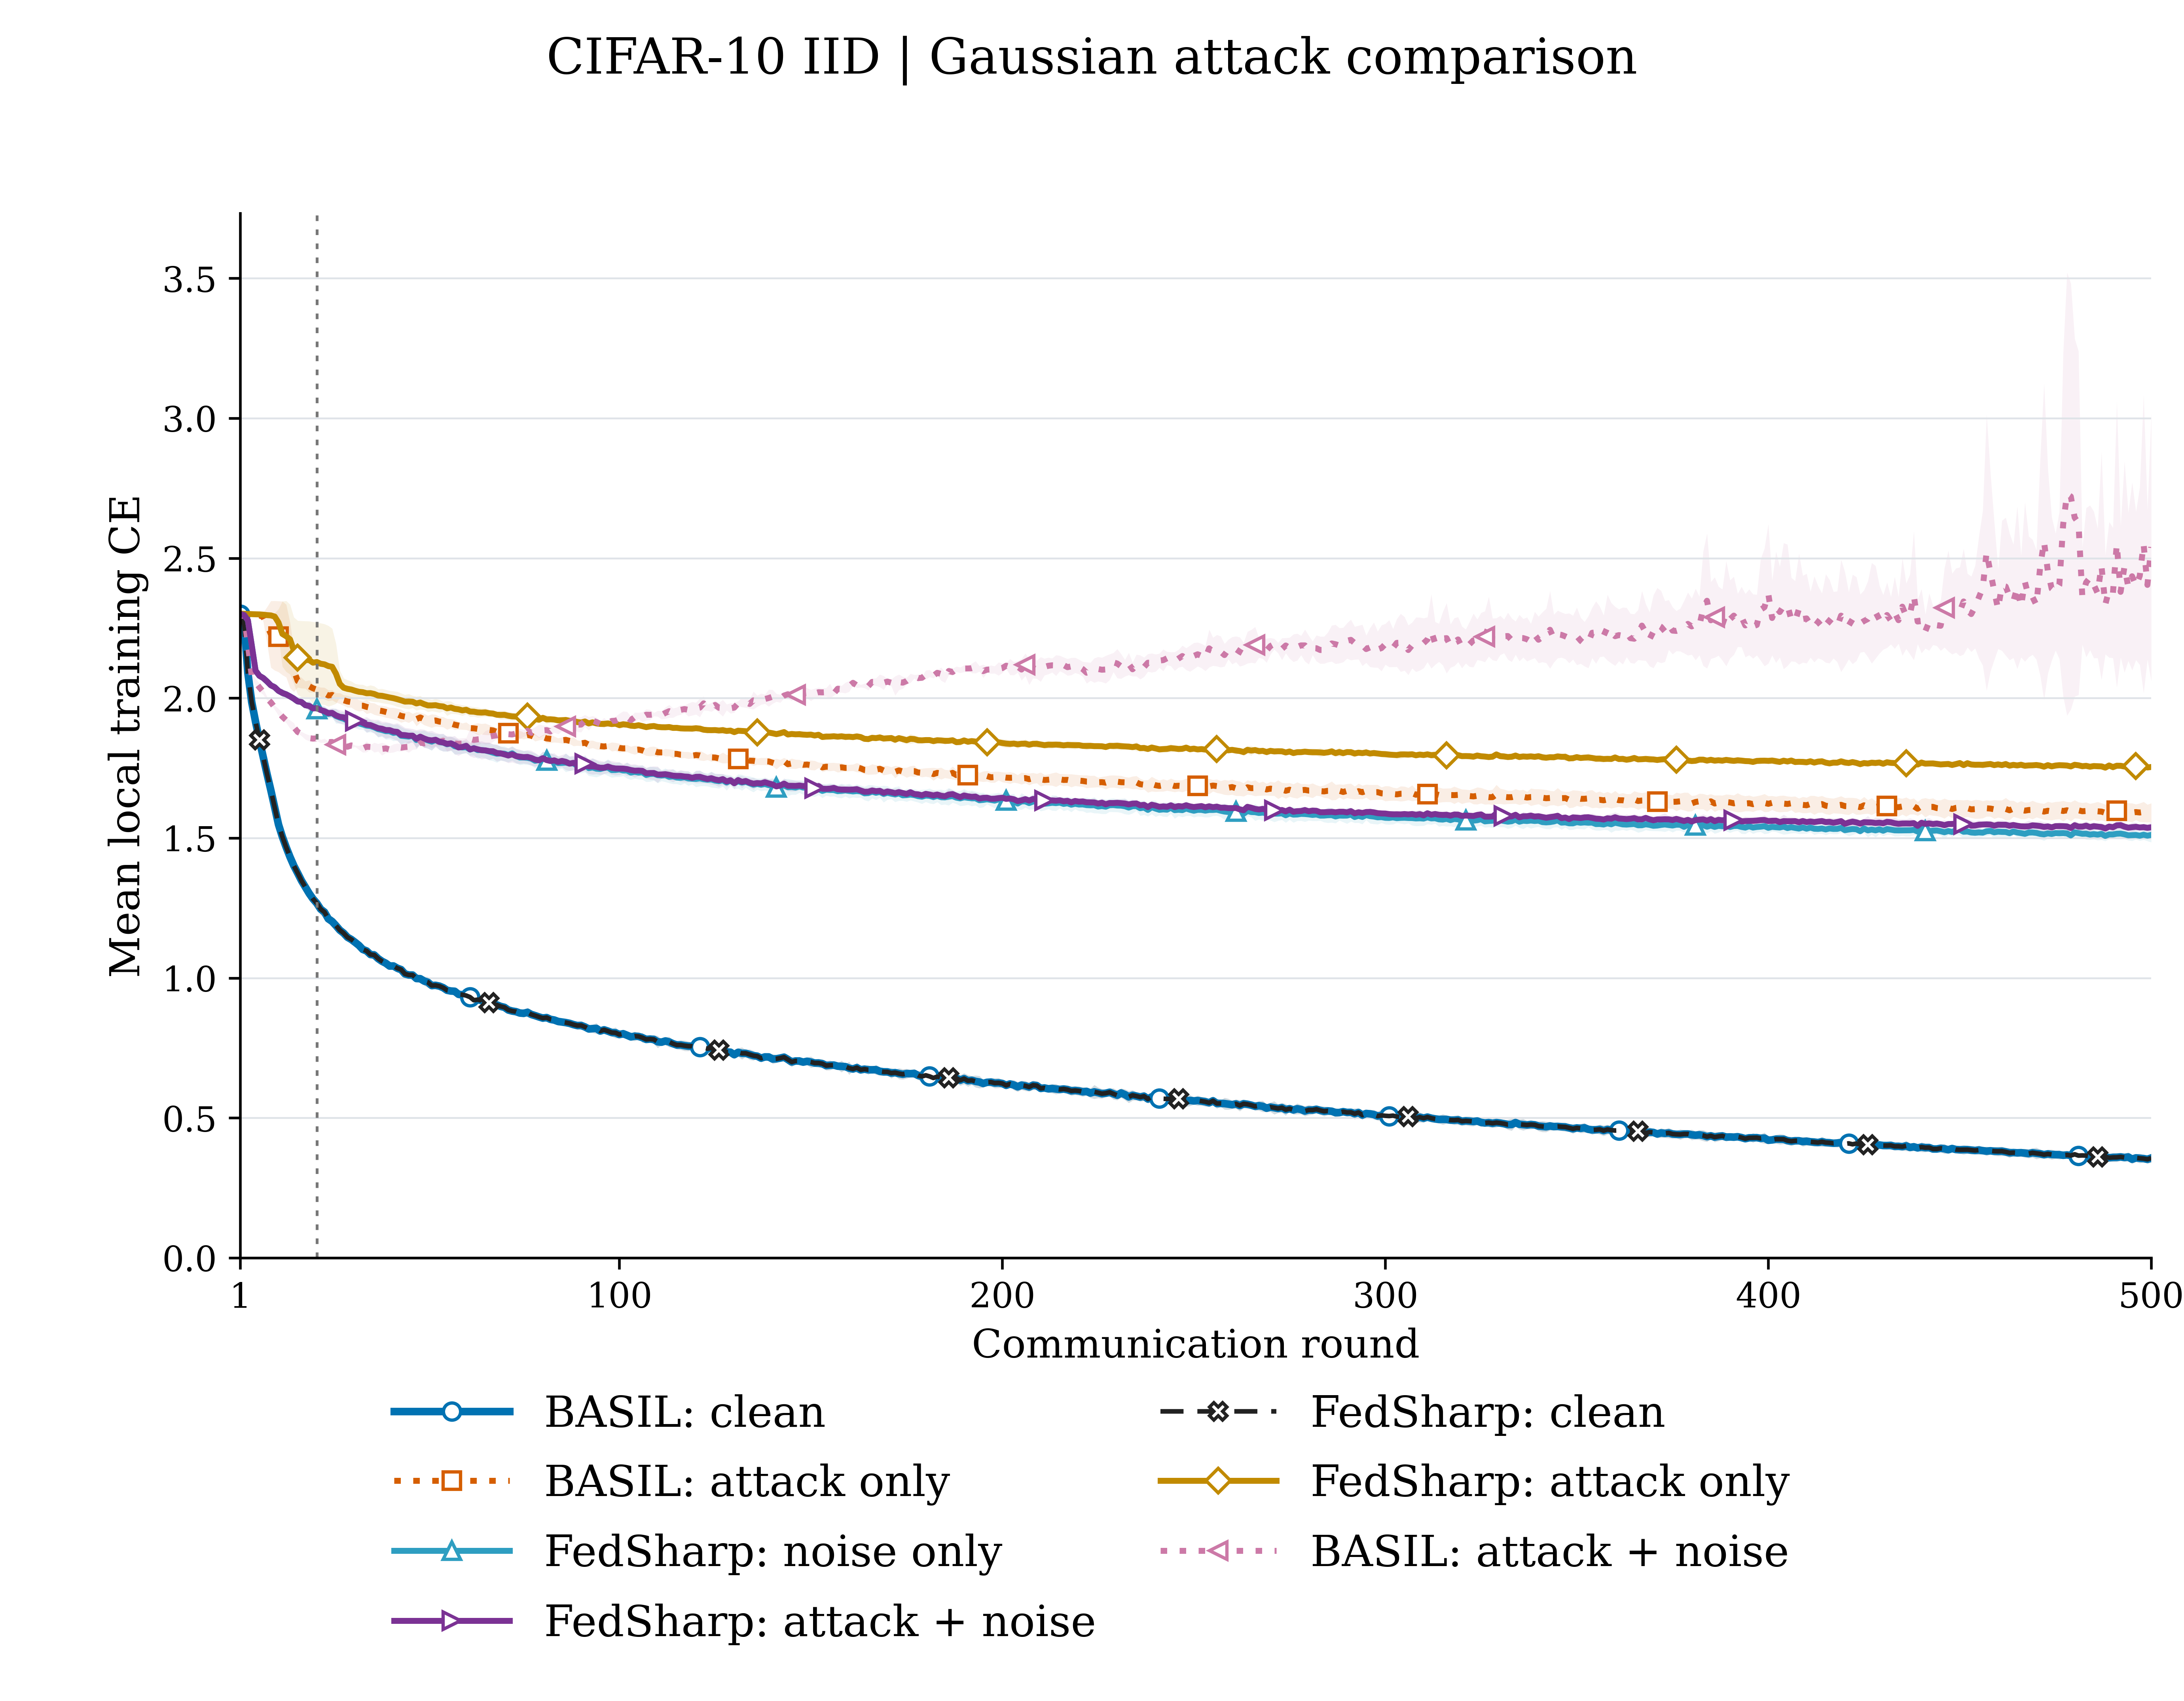 CIFAR-10 IID | Gaussian attack comparison
3.5
3.0
2.5
2.0
1.5
1.0
0.5
0.0
Mean local training CE
1
100
200
300
400
500
Communication round
BASIL: clean
FedSharp: clean
BASIL: attack only
FedSharp: attack only
FedSharp: noise only
BASIL: attack + noise
FedSharp: attack + noise